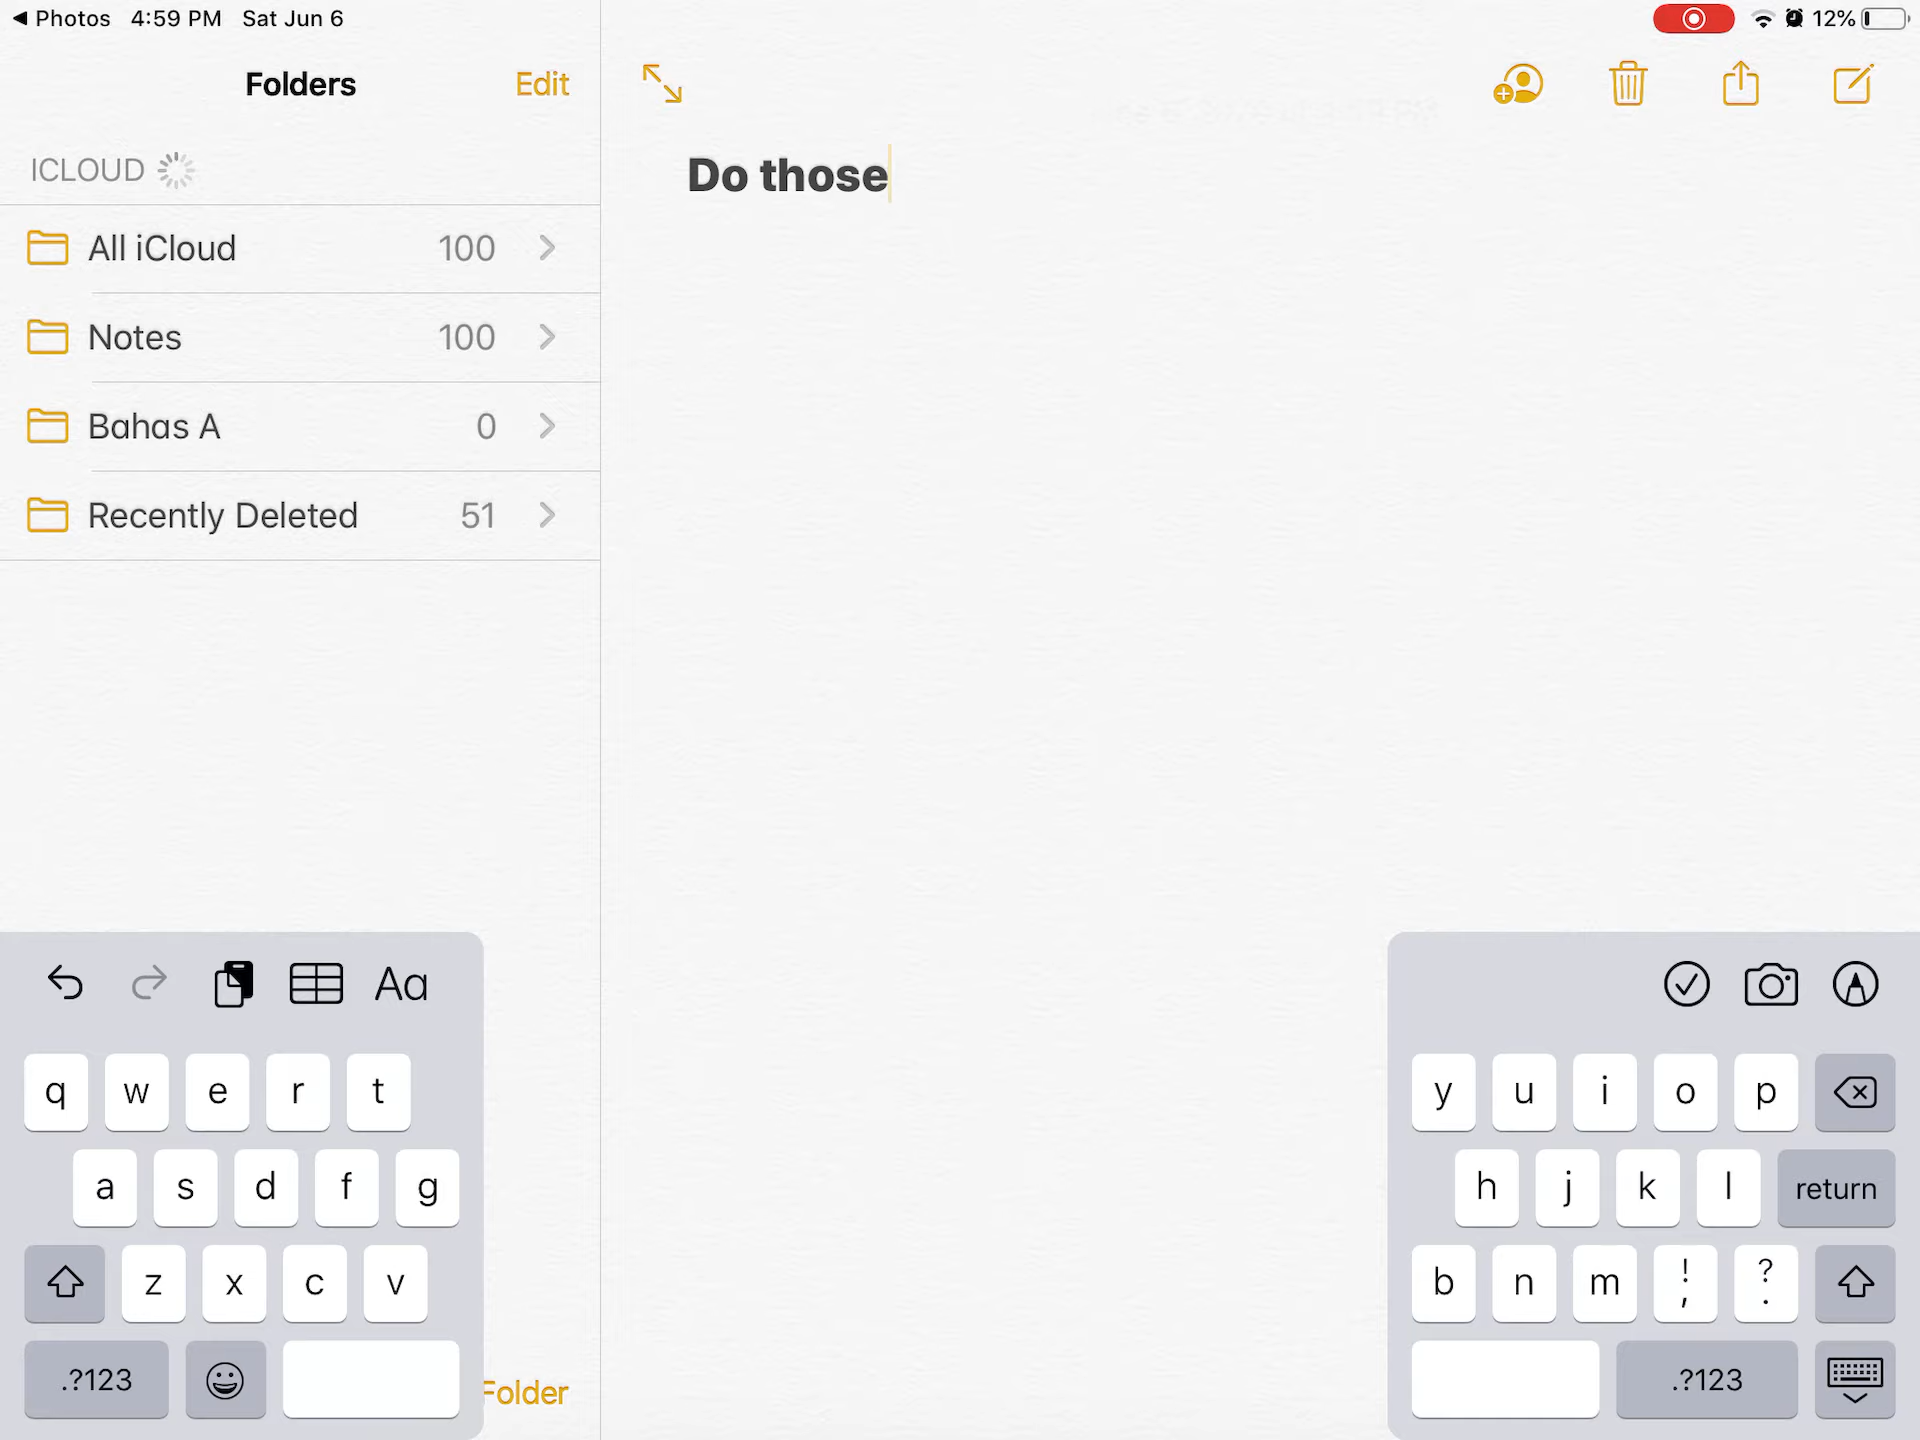 Photos 4:59 PM Sat Jun 6 12%
Folders Edit
ICLOUD
All iCloud 100
Notes 100
Bahas A 0
Recently Deleted 51
Folder
Do those
Aa
q w e r t y u i o p
a s d f g h j k l return
z x c v b n m ! , ? .
.?123 .?123